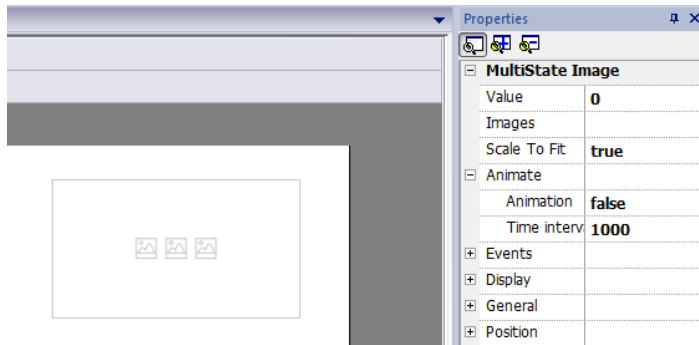 Properties
MultiState Image
Value 0
Images
Scale To Fit true
Animate
Animation false
Time interv 1000
Events
Display
General
Position